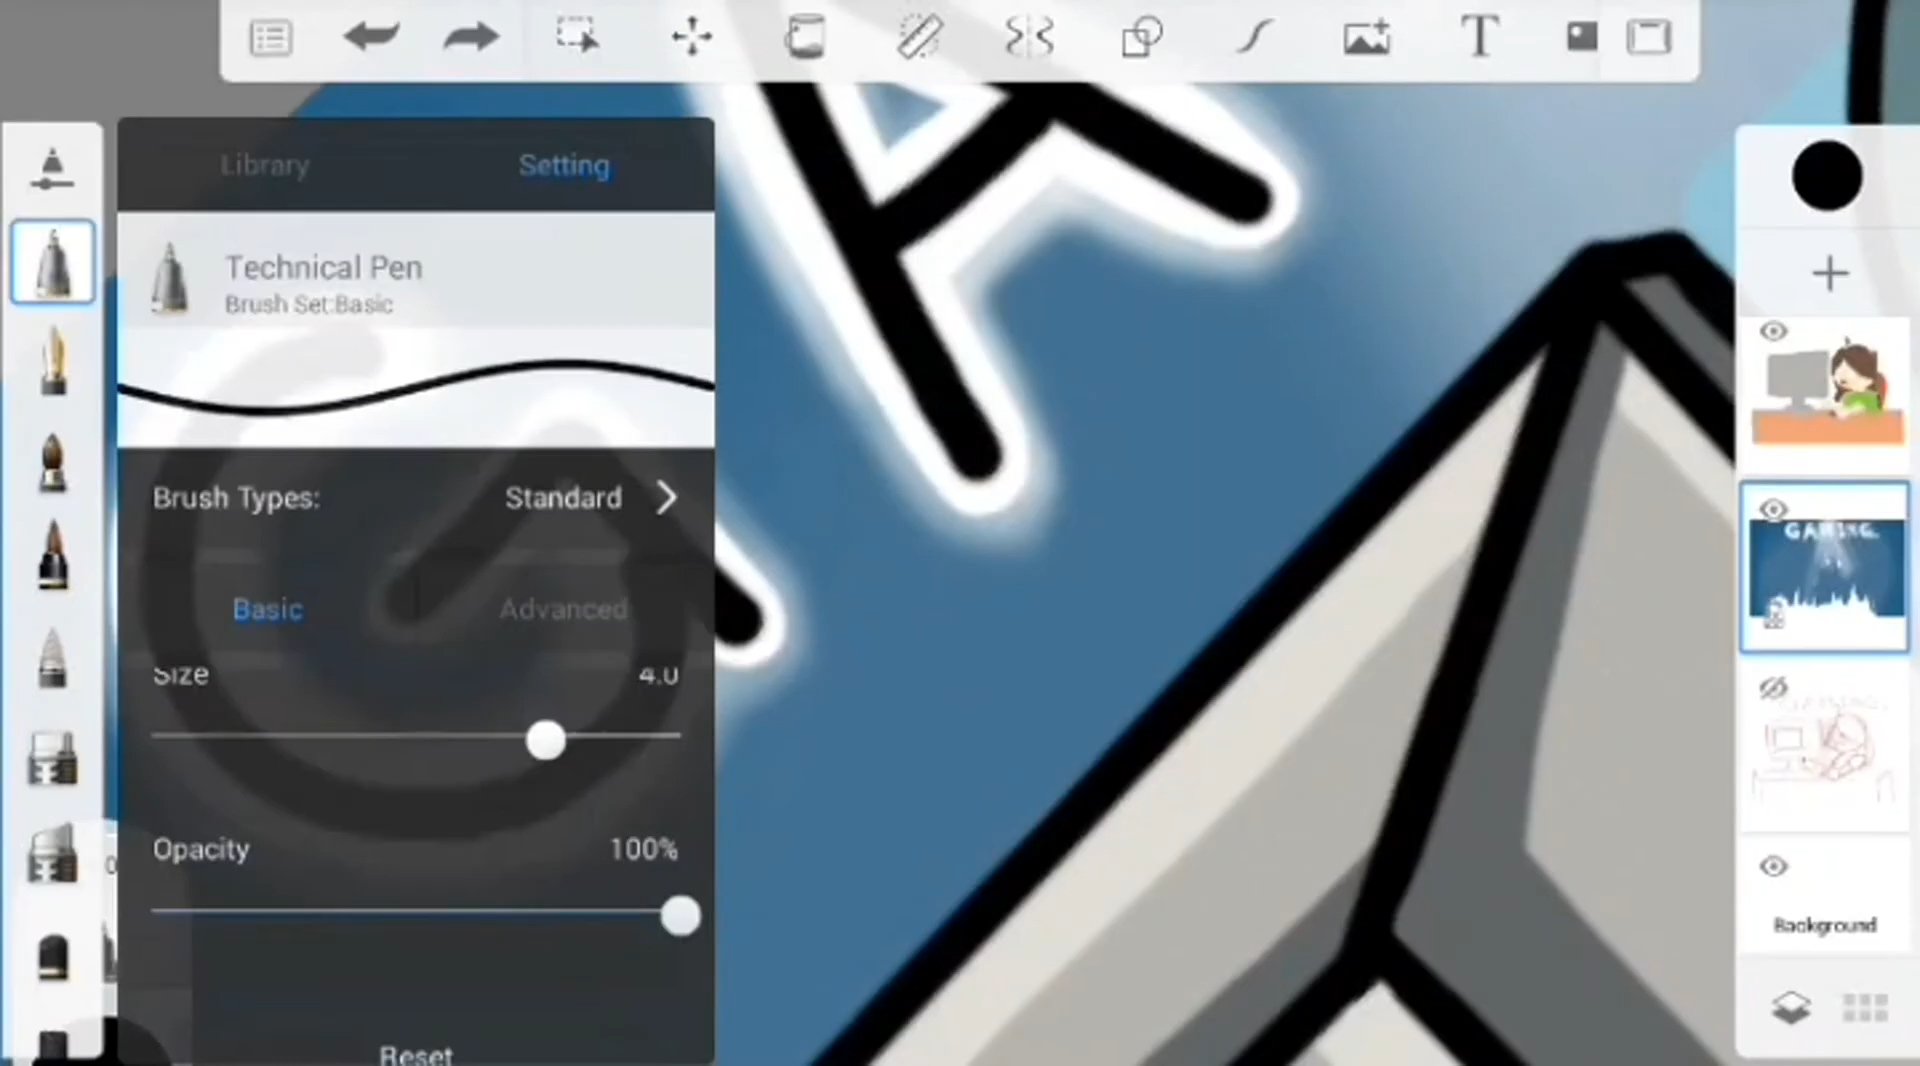 T
Library
Setting
Technical Pen
Brush Set:Basic
Brush Types:
Standard
Basic
Advanced
Size
4.0
Opacity
100%
Reset
GAMING.
Background